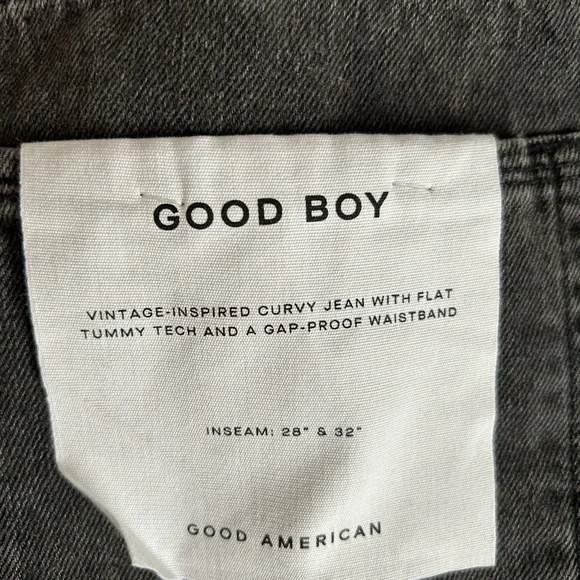 GOOD BOY
VINTAGE-INSPIRED CURVY JEAN WITH FLAT
TUMMY TECH AND A GAP-PROOF WAISTBAND
INSEAM: 28" & 32"
GOOD AMERICAN